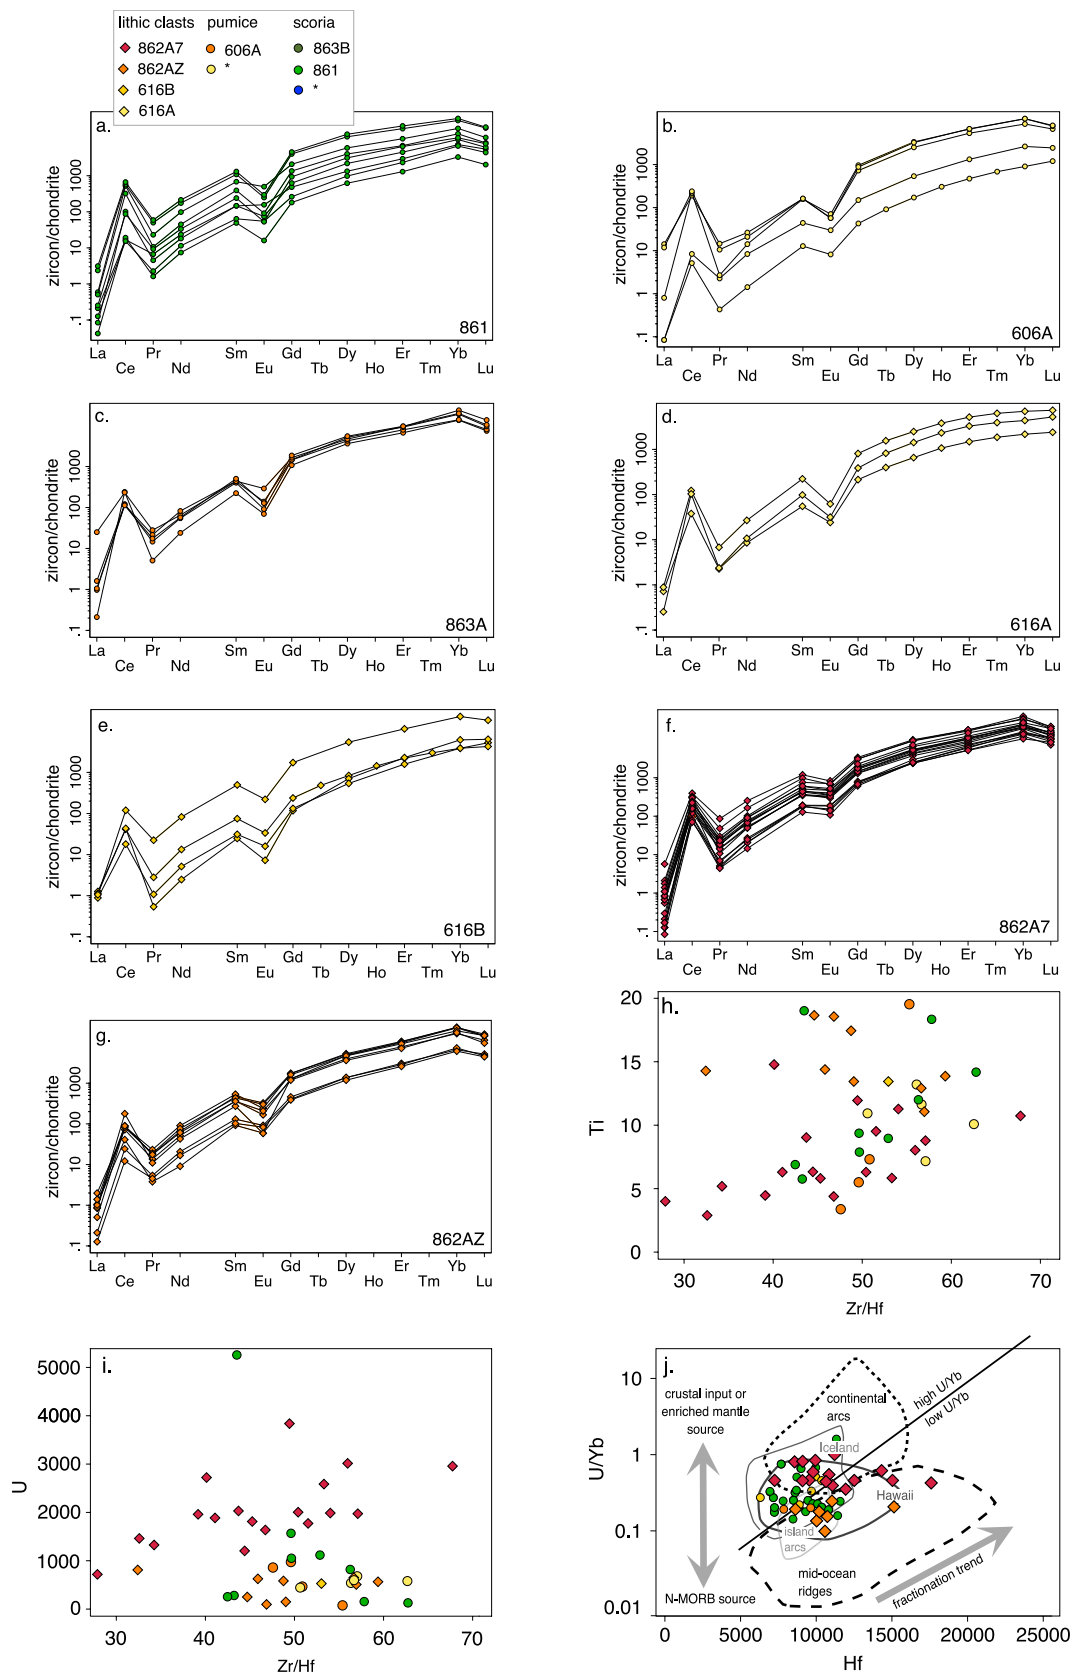 lithic clasts pumice scoria
862A7 606A 863B
862AZ * 861
616B *
616A
a.
zircon/chondrite
1000
100
10
1
.1
861
La Ce Pr Nd Sm Eu Gd Tb Dy Ho Er Tm Yb Lu
b.
zircon/chondrite
1000
100
10
1
.1
606A
La Ce Pr Nd Sm Eu Gd Tb Dy Ho Er Tm Yb Lu
c.
zircon/chondrite
1000
100
10
1
.1
863A
La Ce Pr Nd Sm Eu Gd Tb Dy Ho Er Tm Yb Lu
d.
zircon/chondrite
1000
100
10
1
.1
616A
La Ce Pr Nd Sm Eu Gd Tb Dy Ho Er Tm Yb Lu
e.
zircon/chondrite
1000
100
10
1
.1
616B
La Ce Pr Nd Sm Eu Gd Tb Dy Ho Er Tm Yb Lu
f.
zircon/chondrite
1000
100
10
1
.1
862A7
La Ce Pr Nd Sm Eu Gd Tb Dy Ho Er Tm Yb Lu
g.
zircon/chondrite
1000
100
10
1
.1
862AZ
La Ce Pr Nd Sm Eu Gd Tb Dy Ho Er Tm Yb Lu
h.
Ti
20
15
10
5
0
30 40 50 60 70
Zr/Hf
i.
U
5000
4000
3000
2000
1000
0
30 40 50 60 70
Zr/Hf
j.
U/Yb
10
1
0.1
0.01
crustal input or
enriched mantle
source
N-MORB source
continental
arcs
high U/Yb
low U/Yb
Iceland
Hawaii
island
arcs
mid-ocean
ridges
fractionation trend
0 5000 10000 15000 20000 25000
Hf